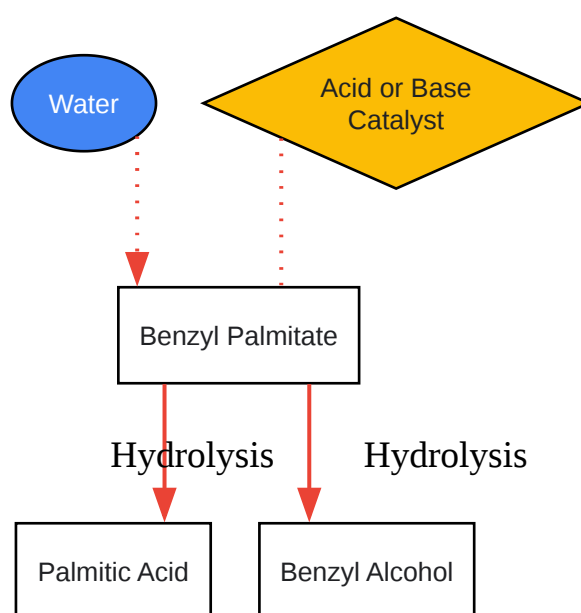 Water
Acid or Base
Catalyst
Benzyl Palmitate
Hydrolysis
Hydrolysis
Palmitic Acid
Benzyl Alcohol